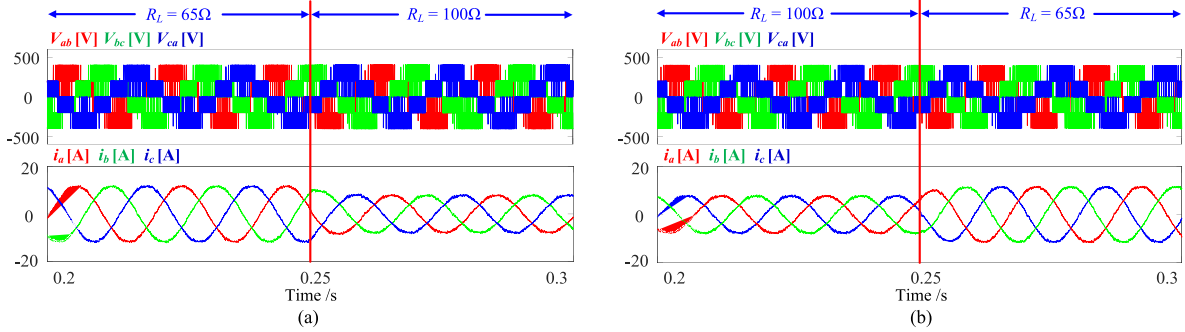 R_L = 65Ω R_L = 100Ω
V_ab [V] V_bc [V] V_ca [V]
500
0
-500
i_a [A] i_b [A] i_c [A]
20
0
-20
0.2 0.25 0.3
Time /s
(a)
R_L = 100Ω R_L = 65Ω
V_ab [V] V_bc [V] V_ca [V]
500
0
-500
i_a [A] i_b [A] i_c [A]
20
0
-20
0.2 0.25 0.3
Time /s
(b)